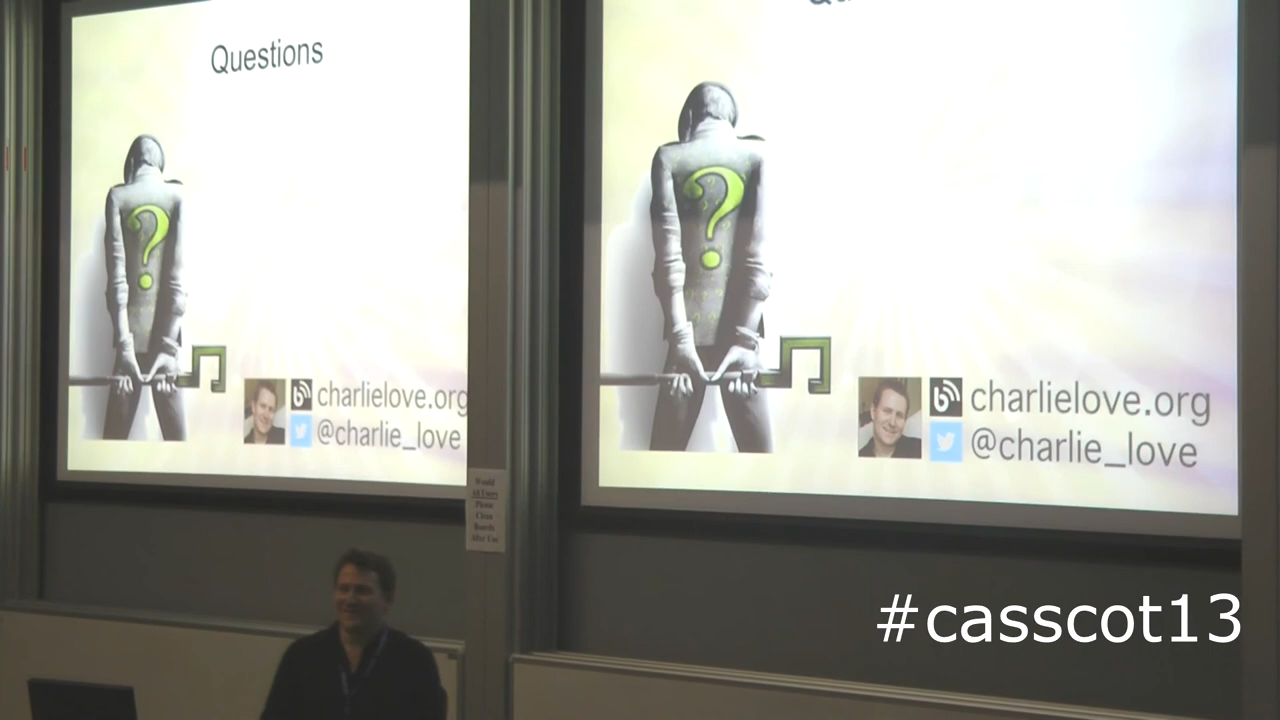 Questions
?
charlielove.org
@charlie_love
?
charlielove.org
@charlie_love
Would
All Users
Please
Clean
Boards
After Use
#casscot13